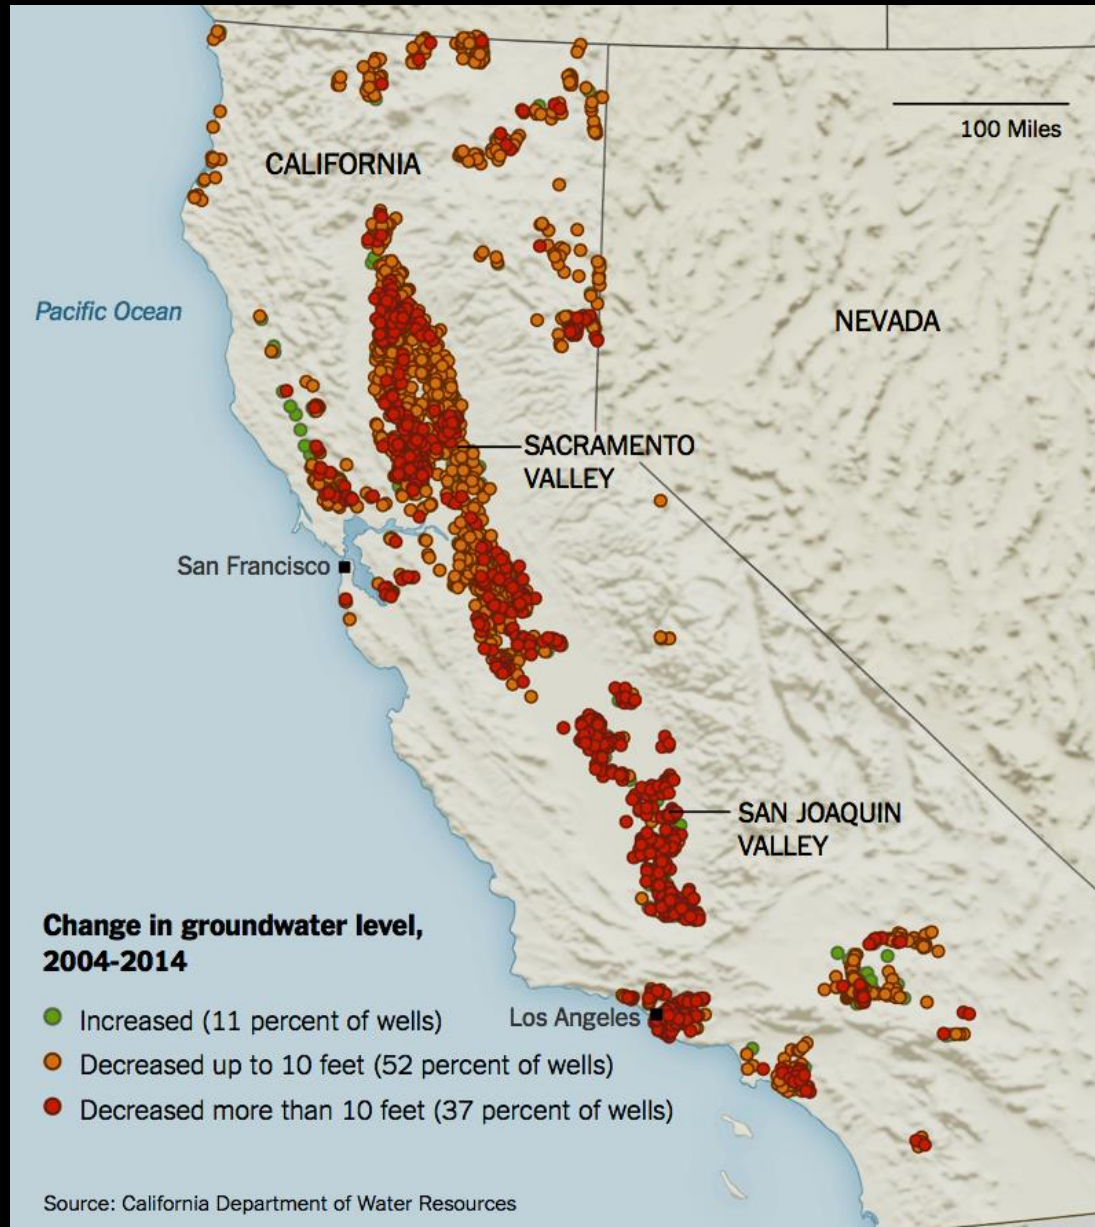 100 Miles
CALIFORNIA
Pacific Ocean
NEVADA
SACRAMENTO
VALLEY
San Francisco
SAN JOAQUIN
VALLEY
Change in groundwater level,
2004-2014
Increased (11 percent of wells)
Los Angeles
Decreased up to 10 feet (52 percent of wells)
Decreased more than 10 feet (37 percent of wells)
Source: California Department of Water Resources